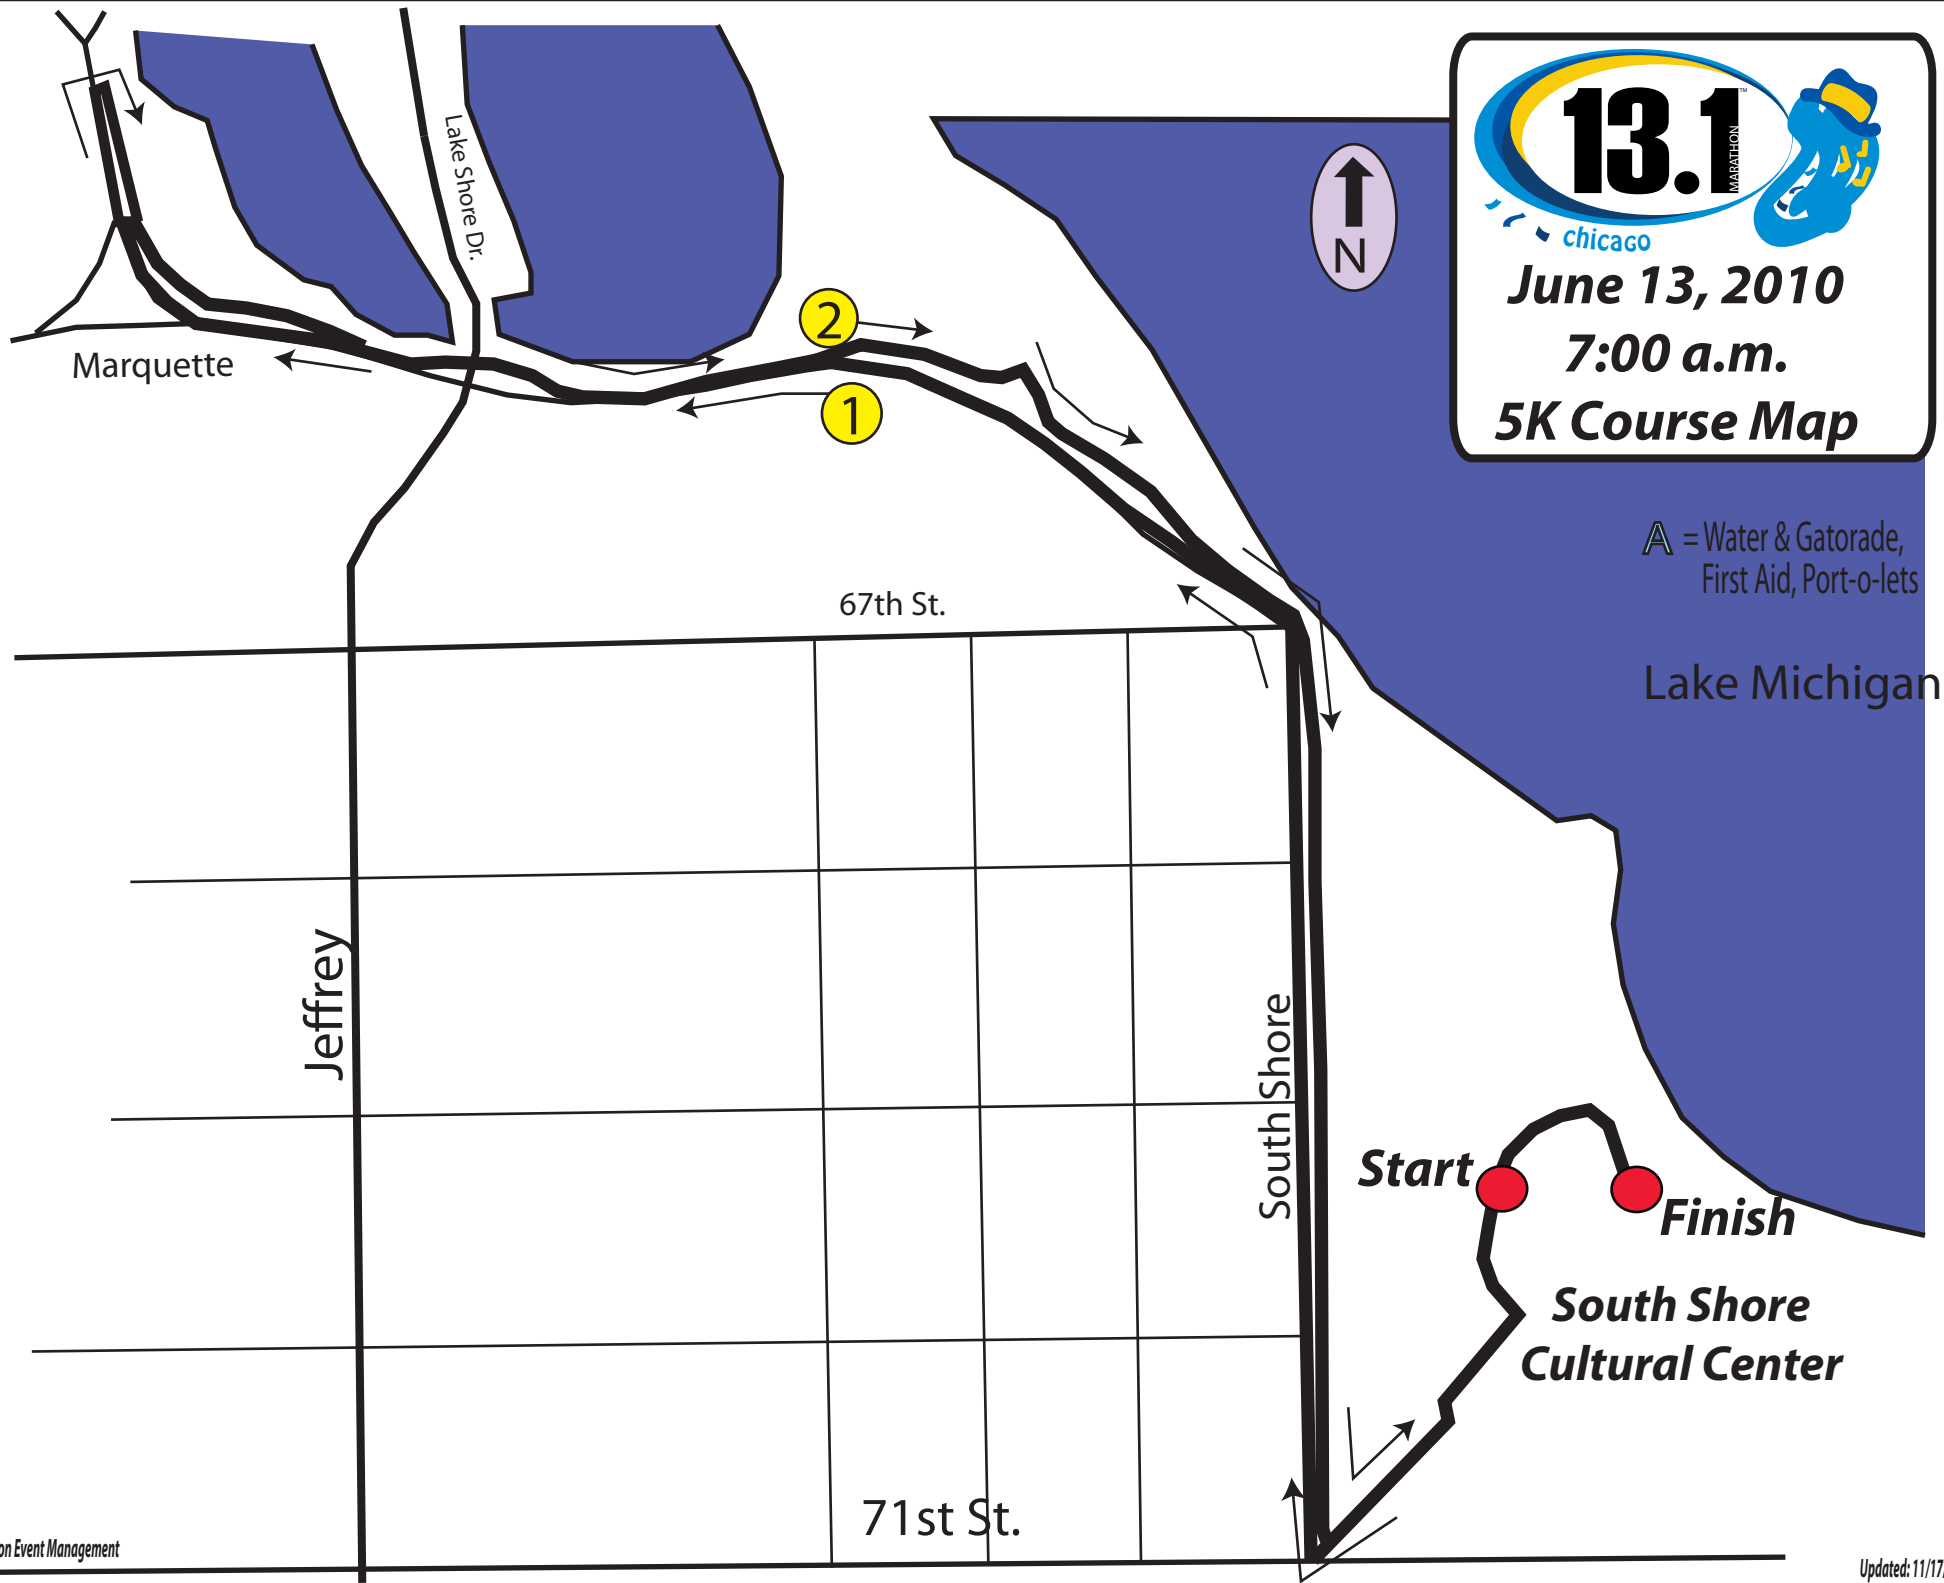 13.1
MARATHON
™
chicago
June 13, 2010
7:00 a.m.
5K Course Map
N
Lake Shore Dr.
2
Marquette
1
A = Water & Gatorade,
First Aid, Port-o-lets
67th St.
Lake Michigan
Jeffrey
South Shore
Start
Finish
South Shore
Cultural Center
71st St.
on Event Management
Updated: 11/17/